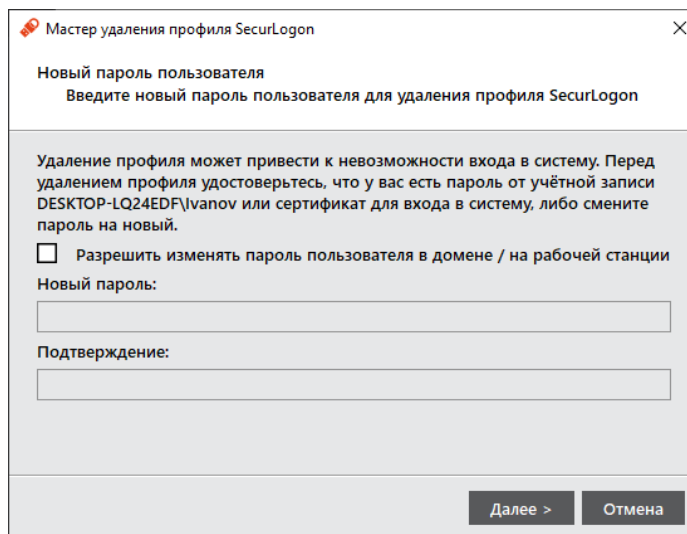 Мастер удаления профиля SecurLogon
Новый пароль пользователя
Введите новый пароль пользователя для удаления профиля SecurLogon
Удаление профиля может привести к невозможности входа в систему. Перед
удалением профиля удостоверьтесь, что у вас есть пароль от учётной записи
DESKTOP-LQ24EDF\Ivanov или сертификат для входа в систему, либо смените
пароль на новый.
Разрешить изменять пароль пользователя в домене / на рабочей станции
Новый пароль:
Подтверждение:
Далее >
Отмена